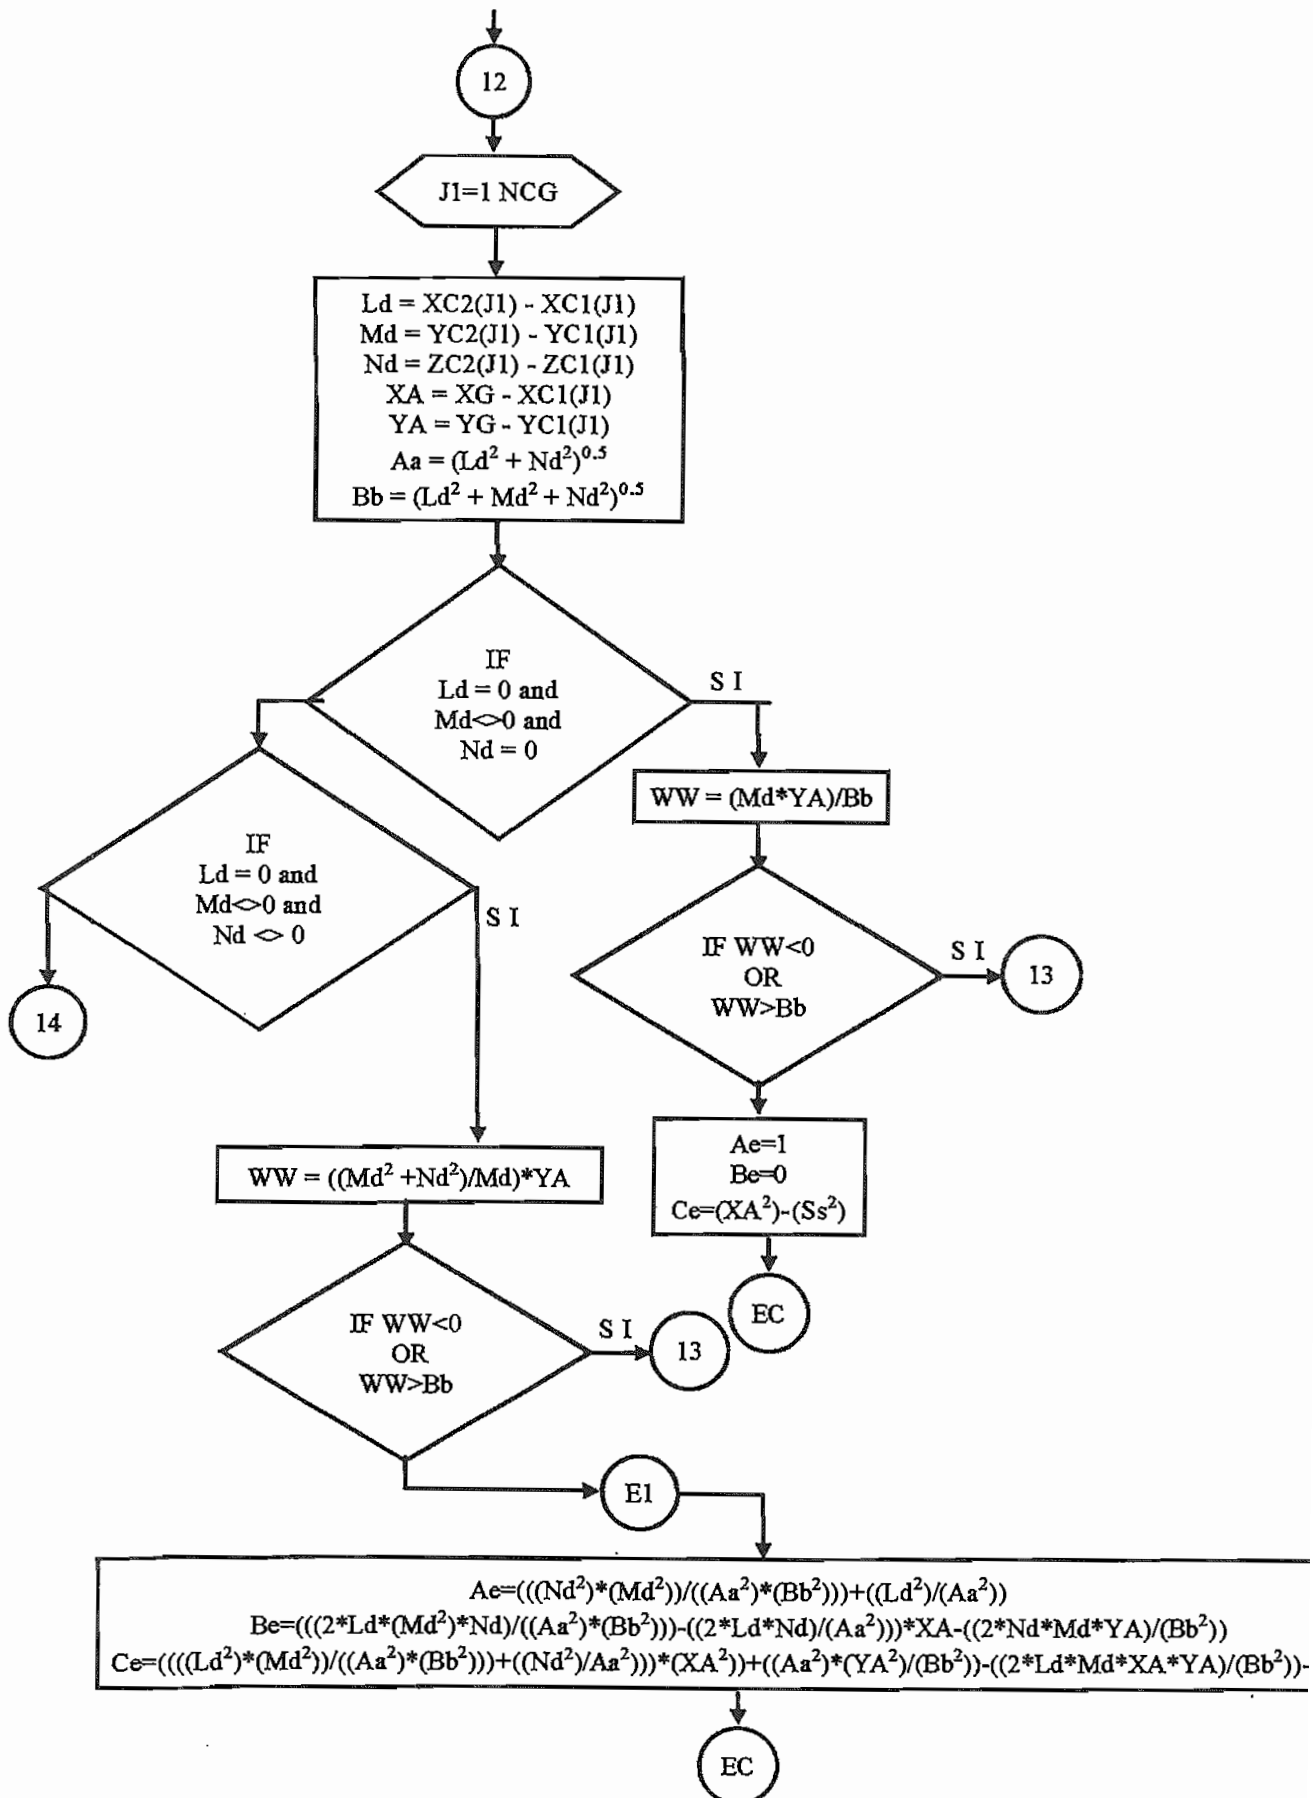 12
J1=1 NCG
Ld = XC2(J1) - XC1(J1)
Md = YC2(J1) - YC1(J1)
Nd = ZC2(J1) - ZC1(J1)
XA = XG - XC1(J1)
YA = YG - YC1(J1)
Aa = (Ld² + Nd²)⁰·⁵
Bb = (Ld² + Md² + Nd²)⁰·⁵
IF
Ld = 0 and
Md<>0 and
Nd = 0
S I
WW = (Md*YA)/Bb
IF
Ld = 0 and
Md<>0 and
Nd <> 0
S I
14
IF WW<0
OR
WW>Bb
S I
13
Ae=1
Be=0
Ce=(XA²)-(Ss²)
EC
WW = ((Md² +Nd²)/Md)*YA
IF WW<0
OR
WW>Bb
S I
13
E1
Ae=(((Nd²)*(Md²))/((Aa²)*(Bb²)))+((Ld²)/(Aa²))
Be=(((2*Ld*(Md²)*Nd)/((Aa²)*(Bb²)))-((2*Ld*Nd)/(Aa²)))*XA-((2*Nd*Md*YA)/(Bb²))
Ce=((((Ld²)*(Md²))/((Aa²)*(Bb²)))+((Nd²)/Aa²)))*(XA²))+((Aa²)*(YA²)/(Bb²))-((2*Ld*Md*XA*YA)/(Bb²))-
EC